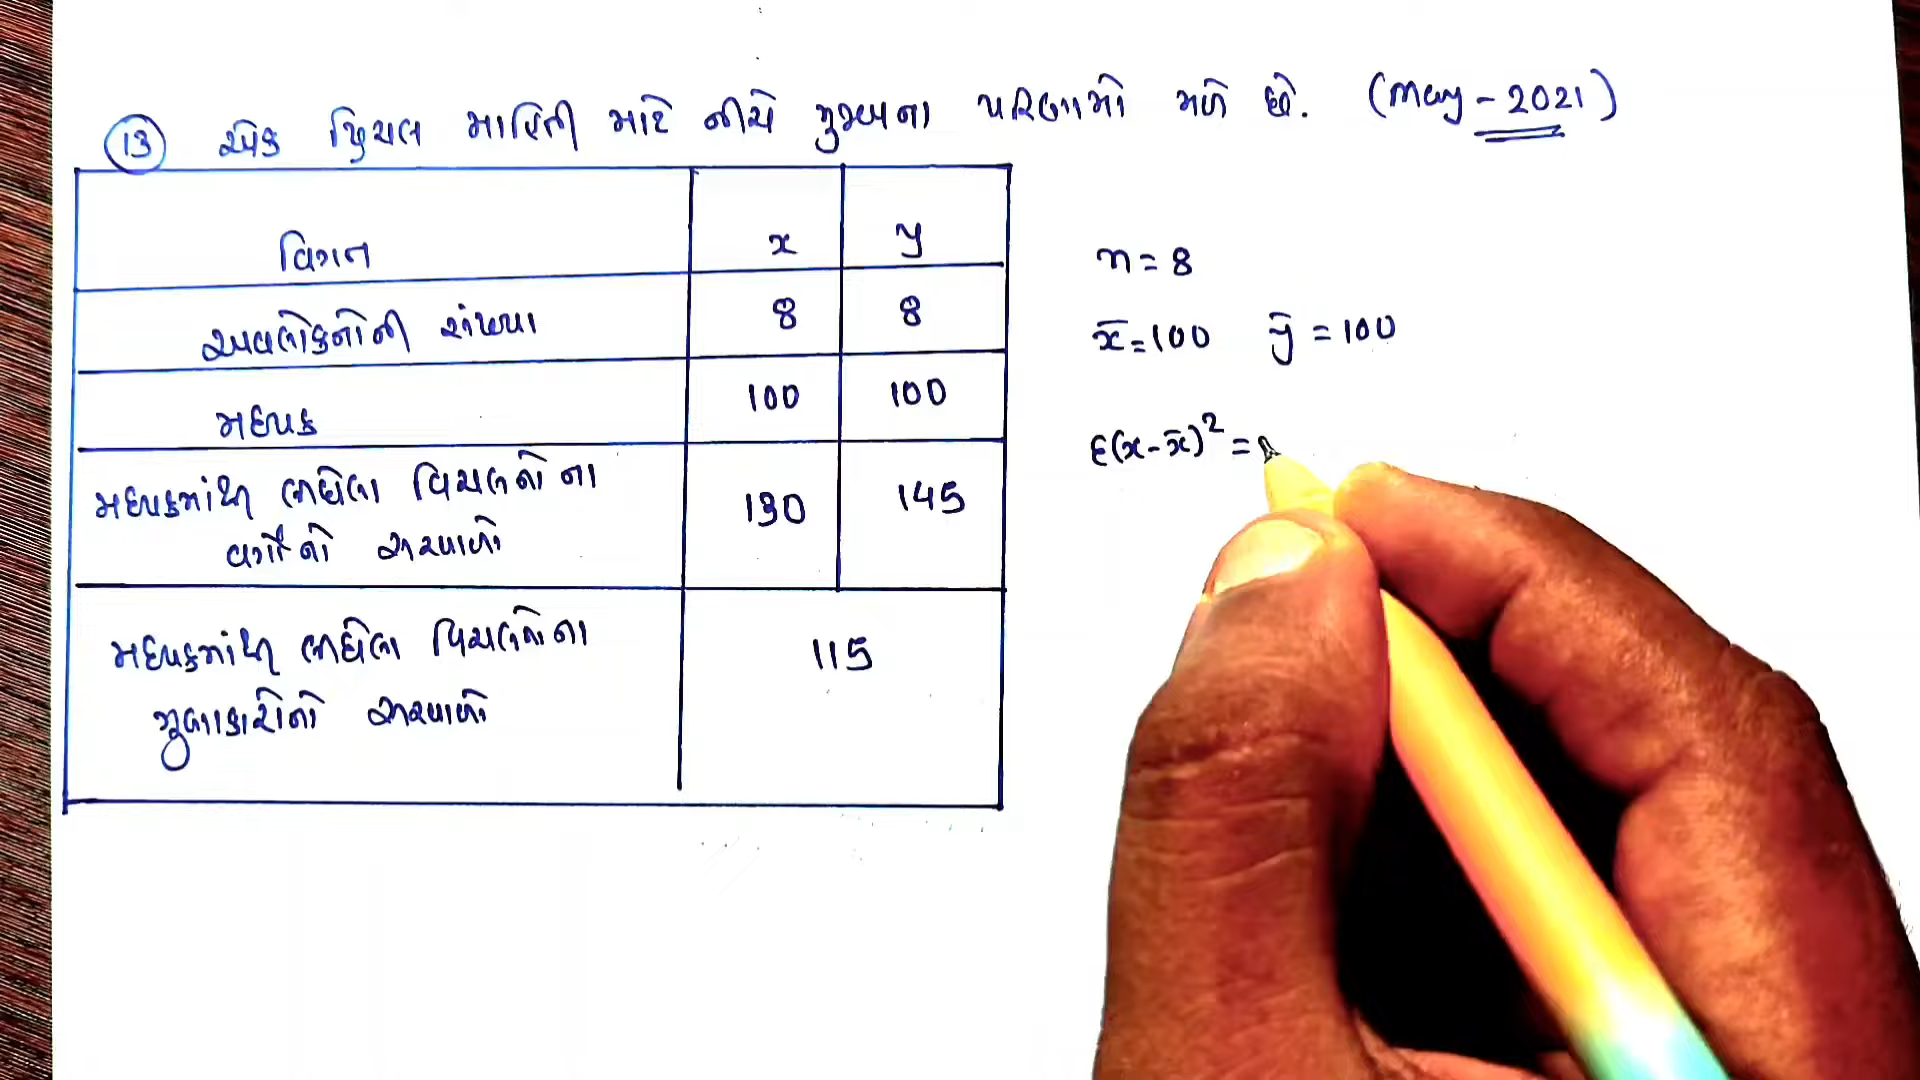 (13) એક દ્વિચલ માહિતી માટે નીચે મુજબના પરિણામો મળે છે. (May - 2021)
વિગત x y
અવલોકનોની સંખ્યા 8 8
મધ્યક 100 100
મધ્યકમાંથી લીધેલા વિચલનોના
વર્ગોનો સરવાળો 130 145
મધ્યકમાંથી લીધેલા વિચલનોના
ગુણાકારોનો સરવાળો 115
n = 8
x̄ = 100 ȳ = 100
Σ(x - x̄)² =